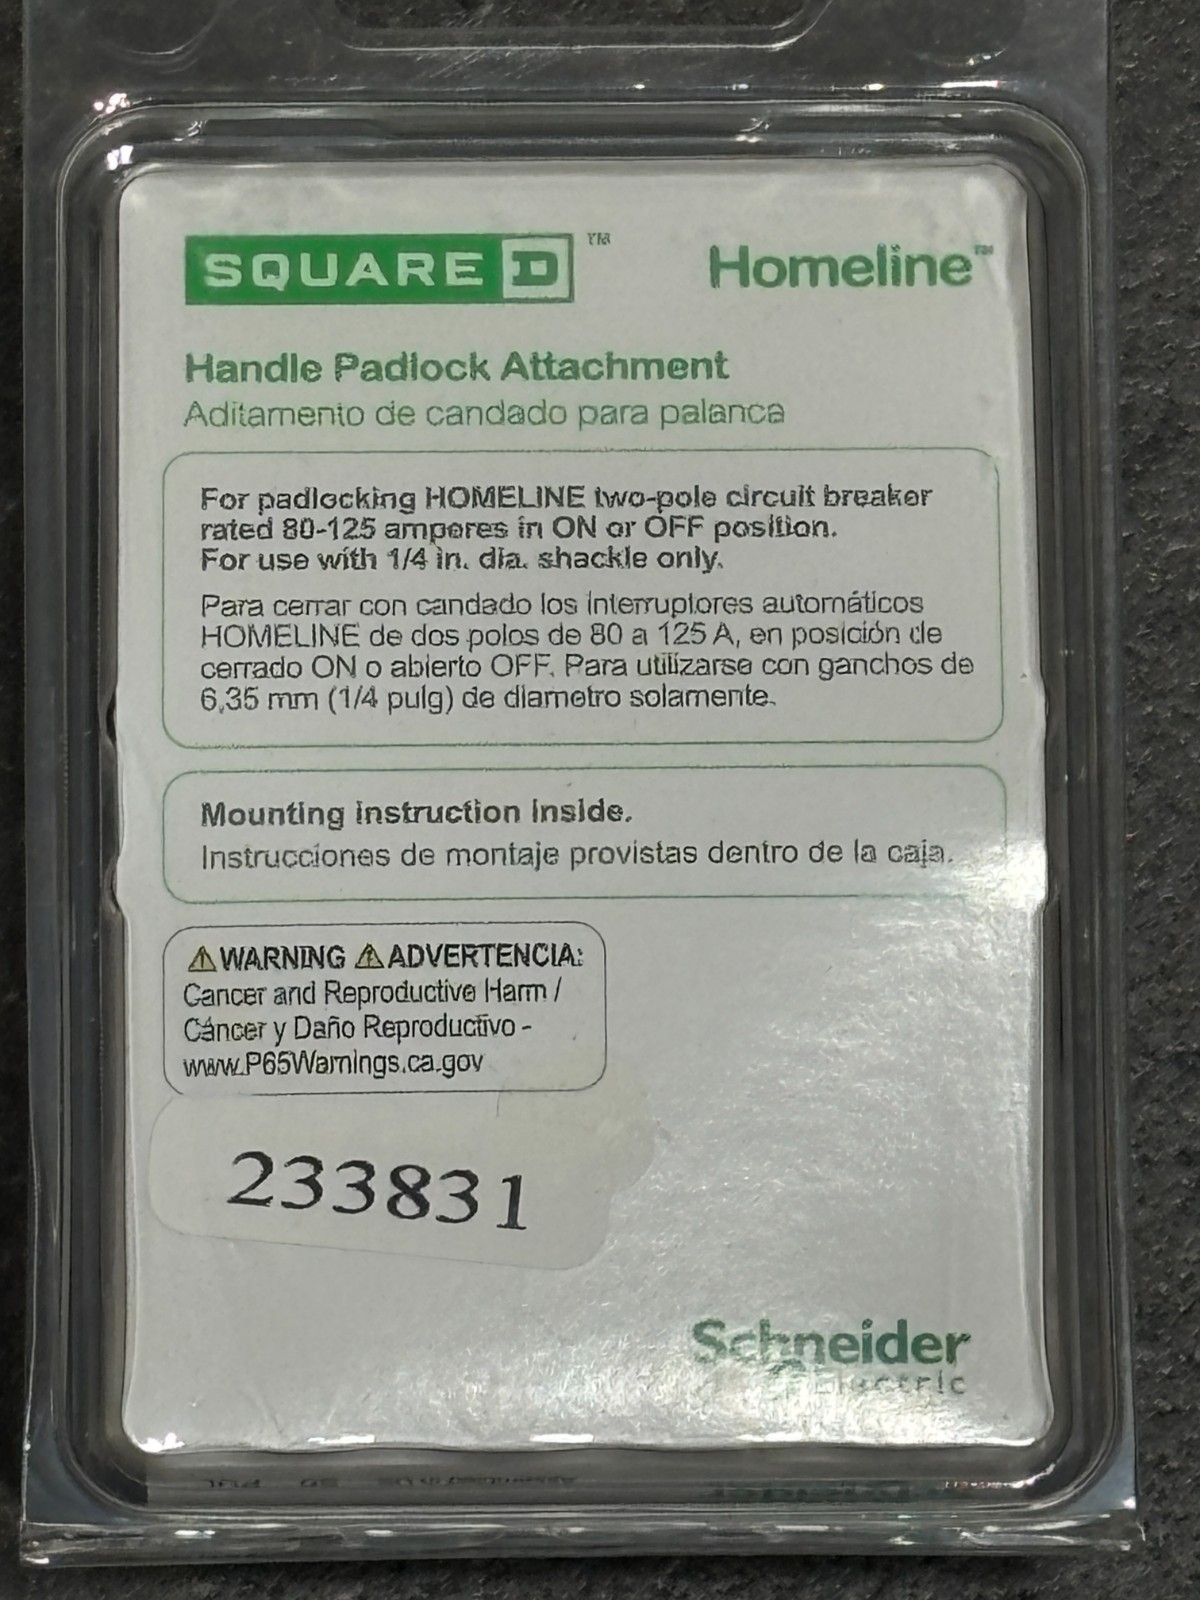 SQUARE D ™
Homeline™
Handle Padlock Attachment
Aditamento de candado para palanca
For padlocking HOMELINE two-pole circuit breaker
rated 80-125 amperes in ON or OFF position.
For use with 1/4 in. dia. shackle only.
Para cerrar con candado los interruptores automáticos
HOMELINE de dos polos de 80 a 125 A, en posición de
cerrado ON o abierto OFF. Para utilizarse con ganchos de
6,35 mm (1/4 pulg) de diametro solamente.
Mounting instruction inside.
Instrucciones de montaje provistas dentro de la caja.
⚠ WARNING ⚠ ADVERTENCIA:
Cancer and Reproductive Harm /
Cáncer y Daño Reproductivo -
www.P65Warnings.ca.gov
233831
Schneider
Electric